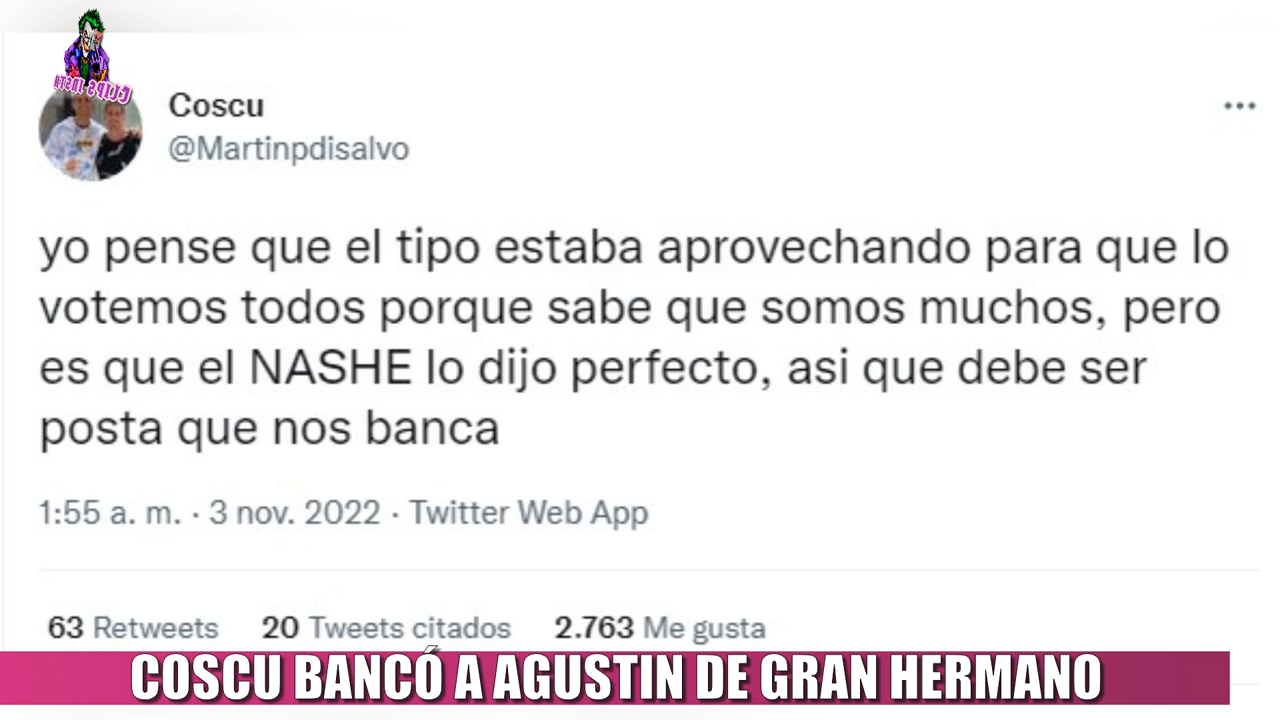 CLIPS INSTA
Coscu
@Martinpdisalvo
yo pense que el tipo estaba aprovechando para que lo
votemos todos porque sabe que somos muchos, pero
es que el NASHE lo dijo perfecto, asi que debe ser
posta que nos banca
1:55 a. m. · 3 nov. 2022 · Twitter Web App
63 Retweets 20 Tweets citados 2.763 Me gusta
COSCU BANCÓ A AGUSTIN DE GRAN HERMANO